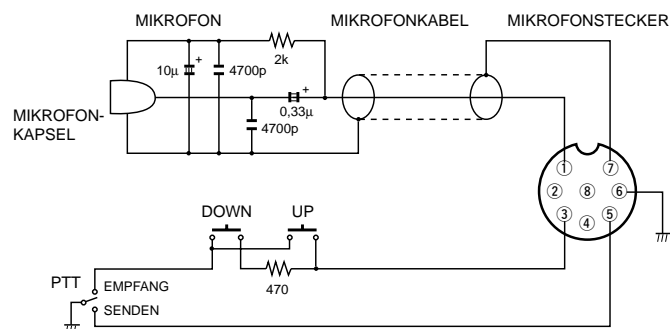 MIKROFON
MIKROFONKABEL
MIKROFONSTECKER
2k
10µ
+
4700p
+
0,33µ
4700p
MIKROFON-
KAPSEL
1
7
2
8
6
3
4
5
DOWN
UP
470
PTT
EMPFANG
SENDEN